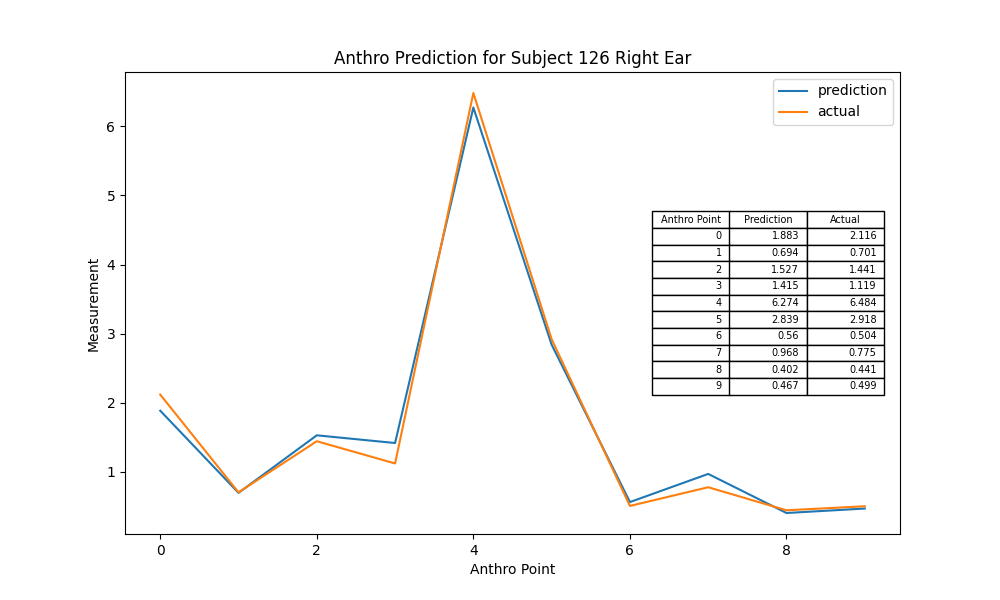 Anthro Prediction for Subject 126 Right Ear
prediction
actual
6
5
4
3
2
1
Measurement
Anthro Point Prediction Actual
0 1.883 2.116
1 0.694 0.701
2 1.527 1.441
3 1.415 1.119
4 6.274 6.484
5 2.839 2.918
6 0.56 0.504
7 0.968 0.775
8 0.402 0.441
9 0.467 0.499
0 2 4 6 8
Anthro Point